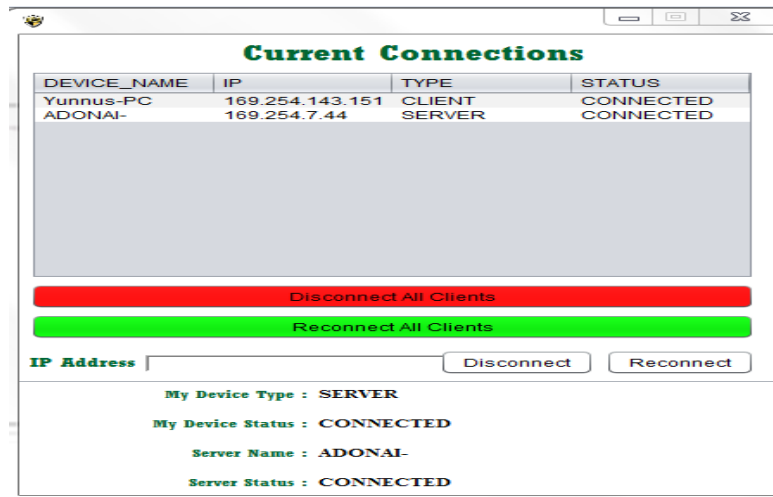 Current Connections
DEVICE_NAME IP TYPE STATUS
Yunnus-PC 169.254.143.151 CLIENT CONNECTED
ADONAI- 169.254.7.44 SERVER CONNECTED
Disconnect All Clients
Reconnect All Clients
IP Address Disconnect Reconnect
My Device Type : SERVER
My Device Status : CONNECTED
Server Name : ADONAI-
Server Status : CONNECTED